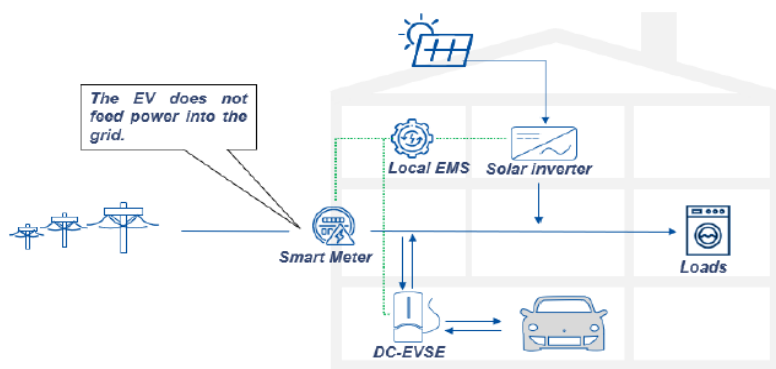 The EV does not
feed power into the
grid.
Local EMS
Solar inverter
Smart Meter
Loads
DC-EVSE